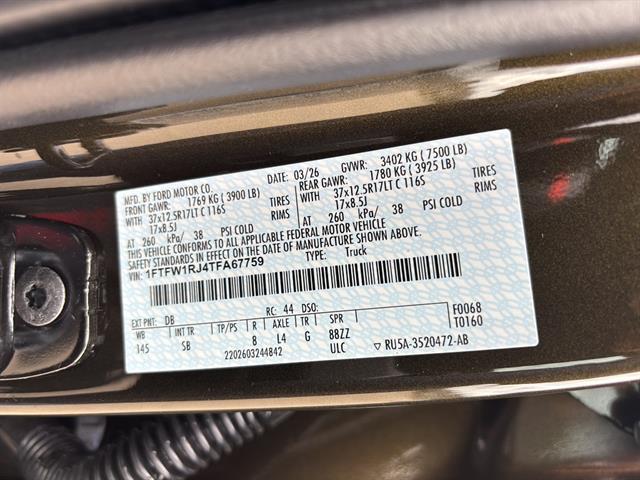 MFD. BY FORD MOTOR CO. 03/26 GVWR: 3402 KG ( 7500 LB)
FRONT GAWR: 1769 KG ( 3900 LB) REAR GAWR: 1780 KG ( 3925 LB)
WITH 37x12.5R17LT C 116S TIRES WITH 37x12.5R17LT C 116S TIRES
17x8.5J RIMS 17x8.5J RIMS
AT 260 kPa/ 38 PSI COLD AT 260 kPa/ 38 PSI COLD
THIS VEHICLE CONFORMS TO ALL APPLICABLE FEDERAL MOTOR VEHICLE
SAFETY STANDARDS IN EFFECT ON THE DATE OF MANUFACTURE SHOWN ABOVE.
VIN: 1FTFW1RJ4TFA67759 TYPE: Truck
EXT PNT: DB RC: 44 DSO: F0068
WB INT TR TP/PS R AXLE TR SPR T0160
145 SB 8 L4 G 88ZZ
2202603244842 ULC ▽ RU5A-3520472-AB